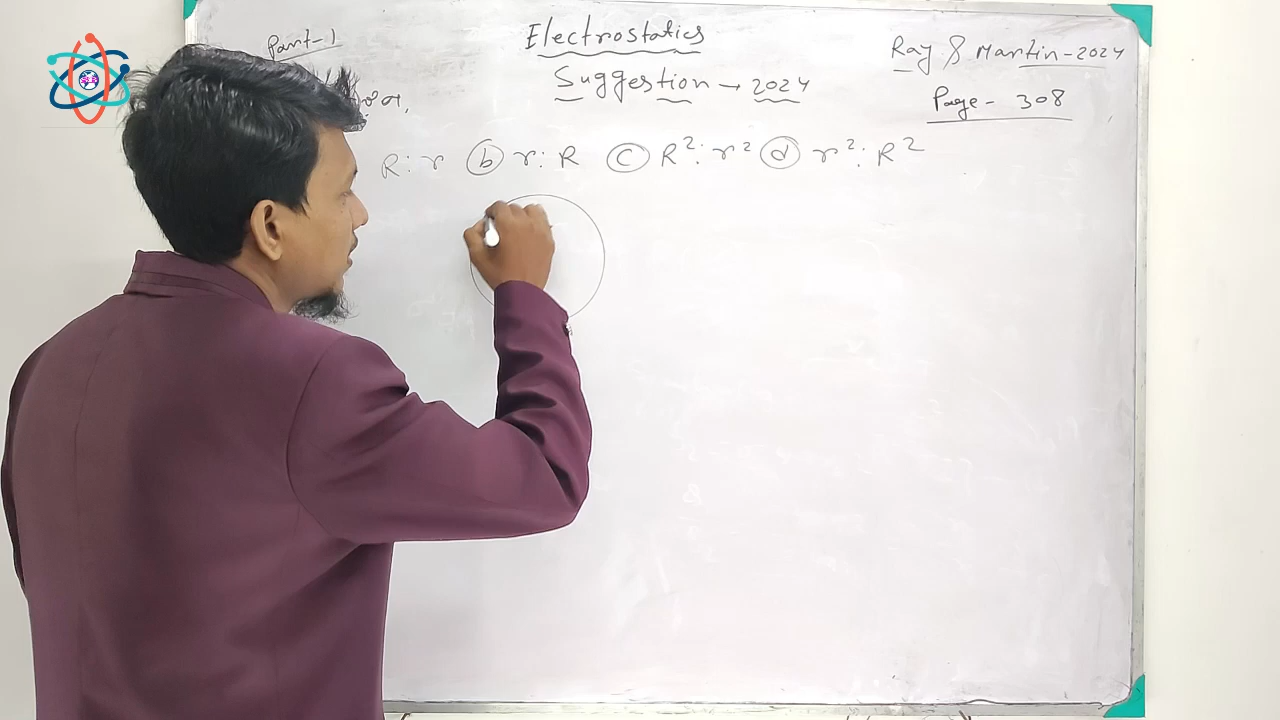 Part-1
Electrostatics
Ray & Martin-2024
Suggestion → 2024
Page - 308
R:r (b) r:R (c) R²:r² (d) r²:R²